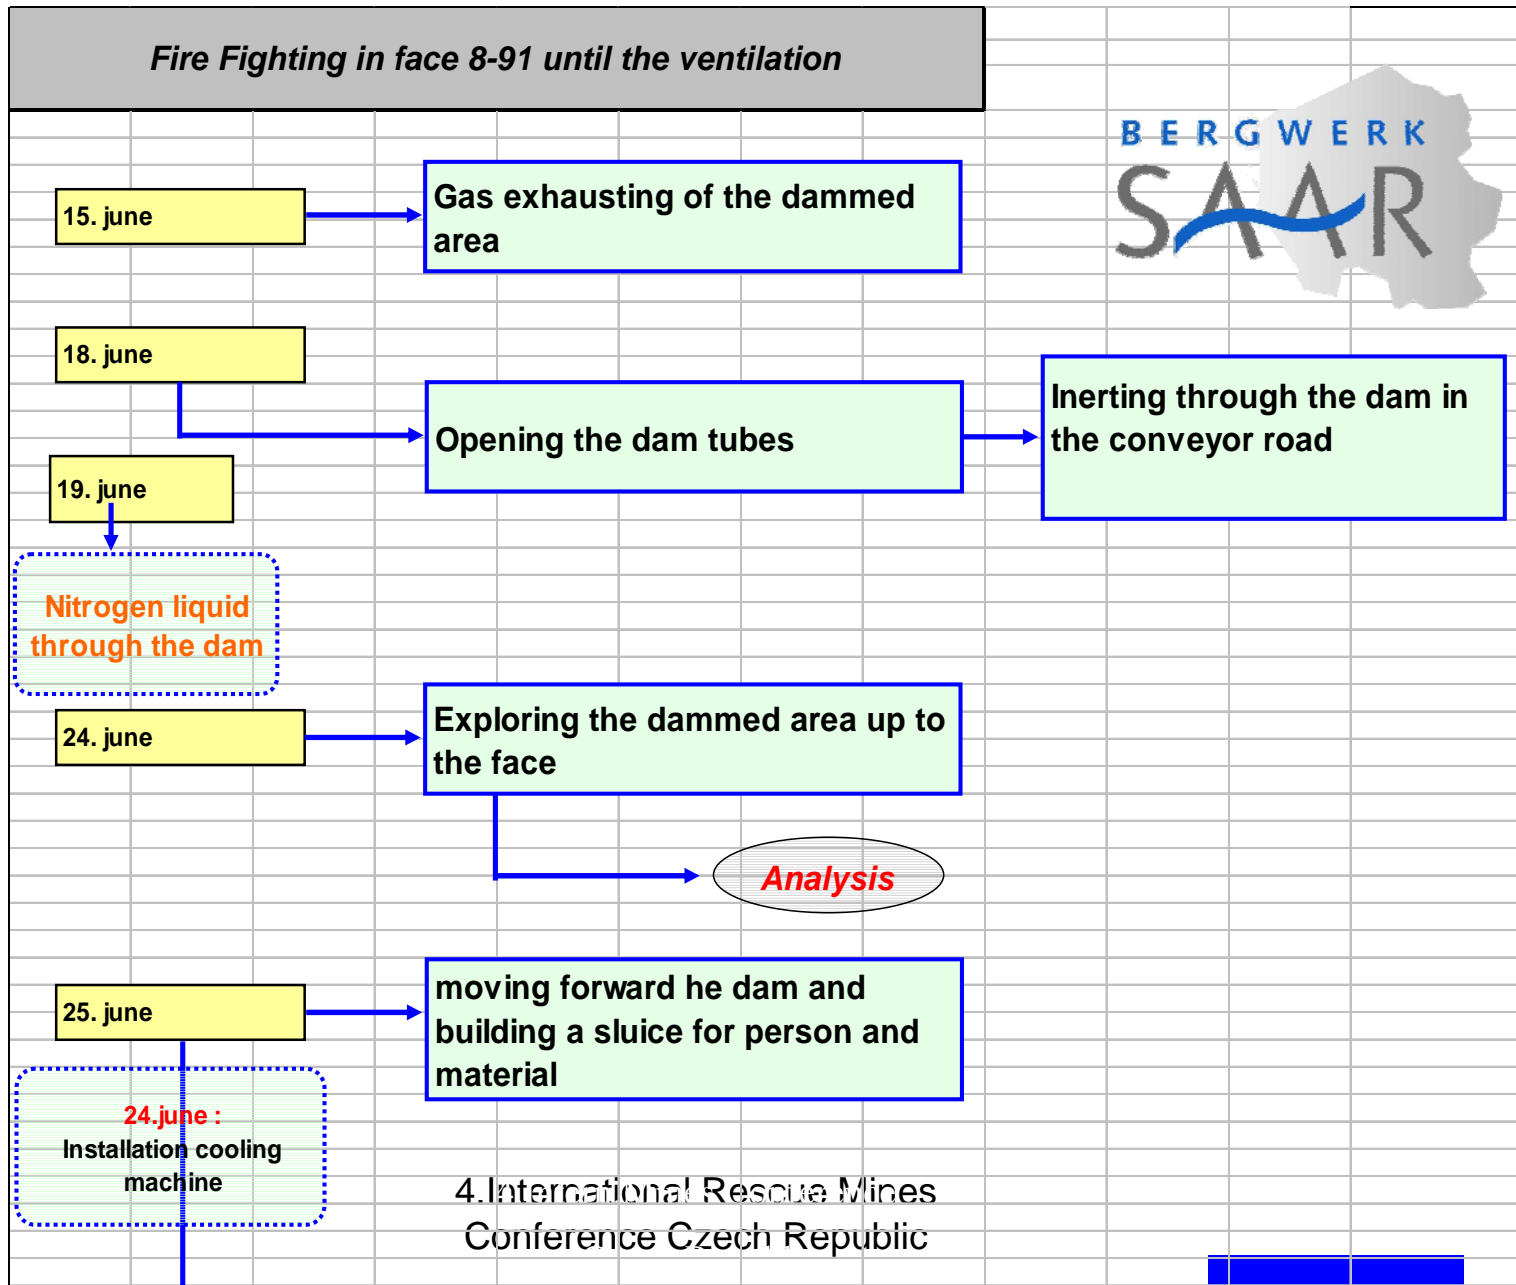 Fire Fighting in face 8-91 until the ventilation
BERGWERK
SAAR
15. june
Gas exhausting of the dammed
area
18. june
Opening the dam tubes
Inerting through the dam in
the conveyor road
19. june
Nitrogen liquid
through the dam
24. june
Exploring the dammed area up to
the face
Analysis
25. june
moving forward he dam and
building a sluice for person and
material
24.june :
Installation cooling
machine
4.International Rescue Mines
Conference Czech Republic